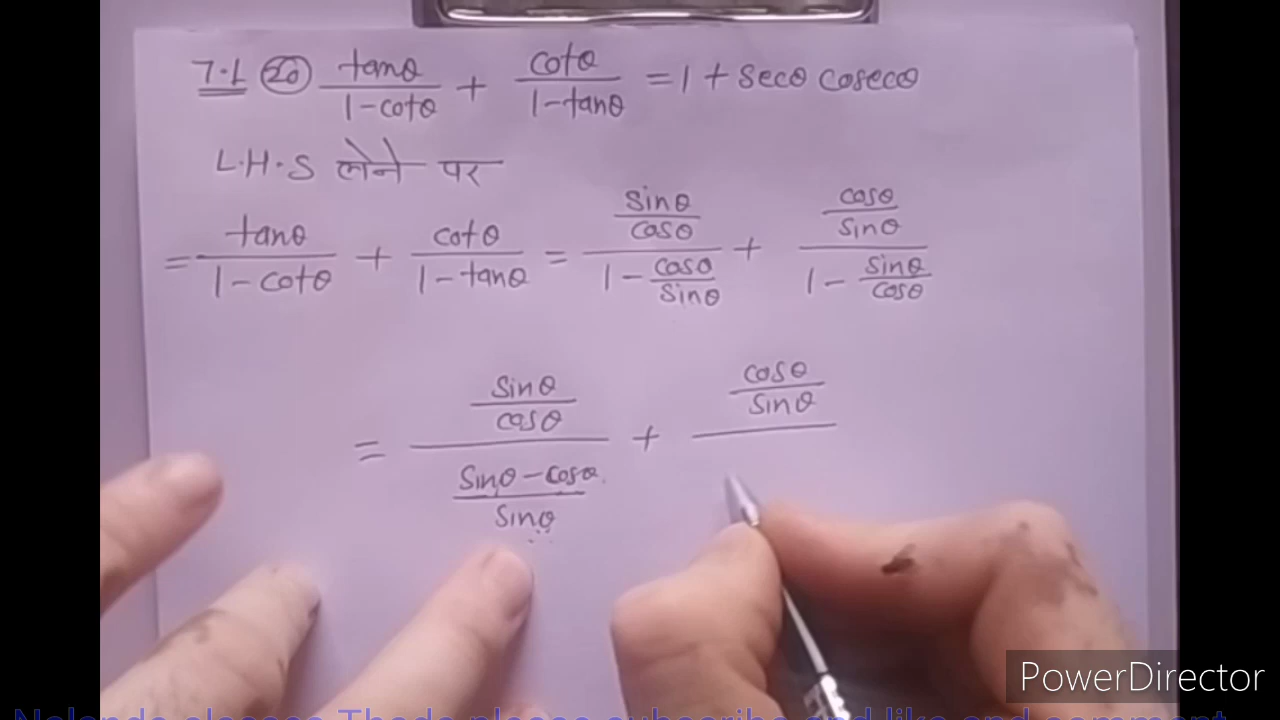 7.1 (20) tanθ/(1-cotθ) + cotθ/(1-tanθ) = 1 + secθ cosecθ
L.H.S लेने पर
= tanθ/(1-cotθ) + cotθ/(1-tanθ) = (sinθ/cosθ)/(1 - cosθ/sinθ) + (cosθ/sinθ)/(1 - sinθ/cosθ)
= (sinθ/cosθ)/((sinθ-cosθ)/sinθ) + (cosθ/sinθ)/
PowerDirector